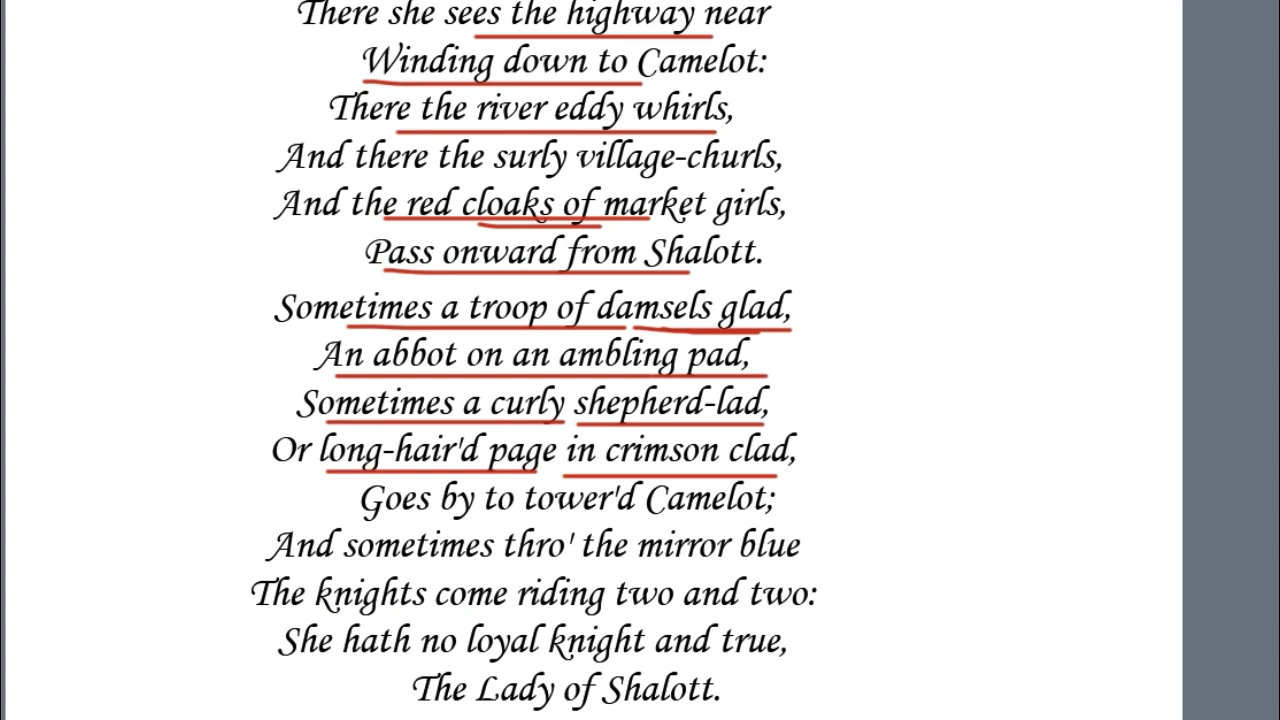 There she sees the highway near
Winding down to Camelot:
There the river eddy whirls,
And there the surly village-churls,
And the red cloaks of market girls,
Pass onward from Shalott.
Sometimes a troop of damsels glad,
An abbot on an ambling pad,
Sometimes a curly shepherd-lad,
Or long-hair'd page in crimson clad,
Goes by to tower'd Camelot;
And sometimes thro' the mirror blue
The knights come riding two and two:
She hath no loyal knight and true,
The Lady of Shalott.